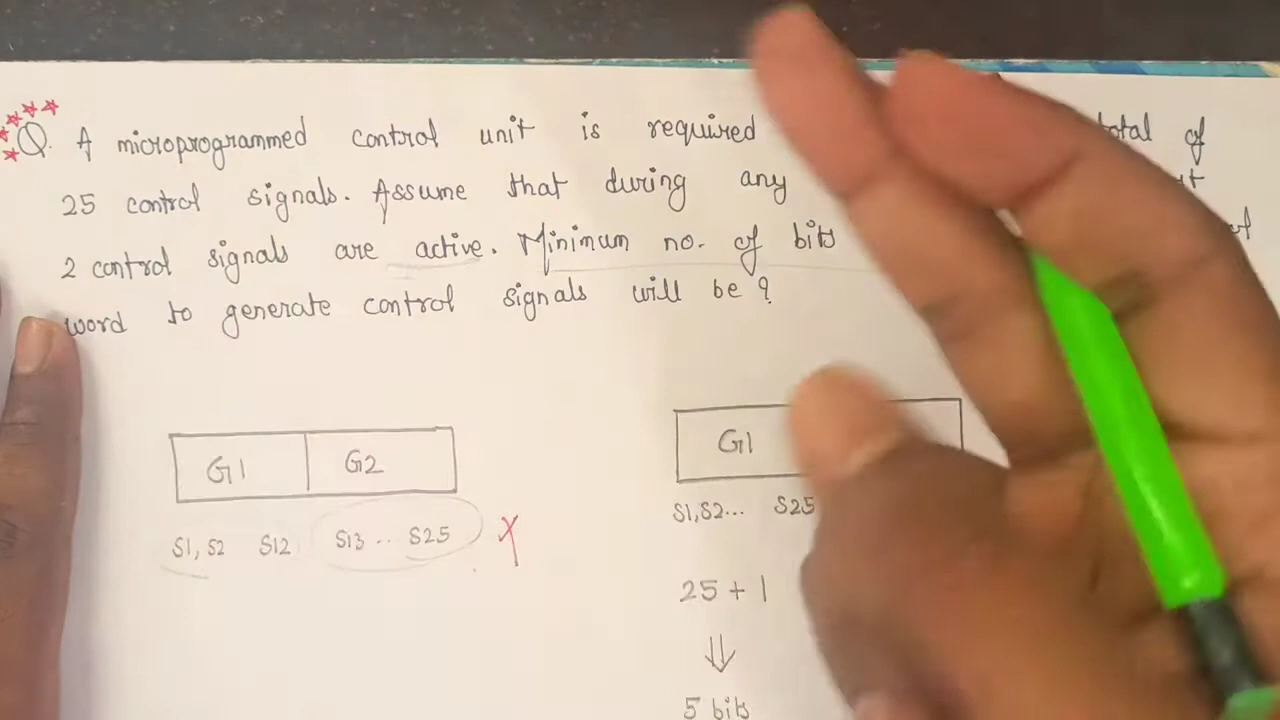 Q. A microprogrammed control unit is required total of
25 control signals. Assume that during any
2 control signals are active. Minimum no. of bits
word to generate control signals will be ?
G1 G2
G1
S1, S2 S12 S13 .. S25 X
S1, S2... S25
25 + 1
⇓
5 bits